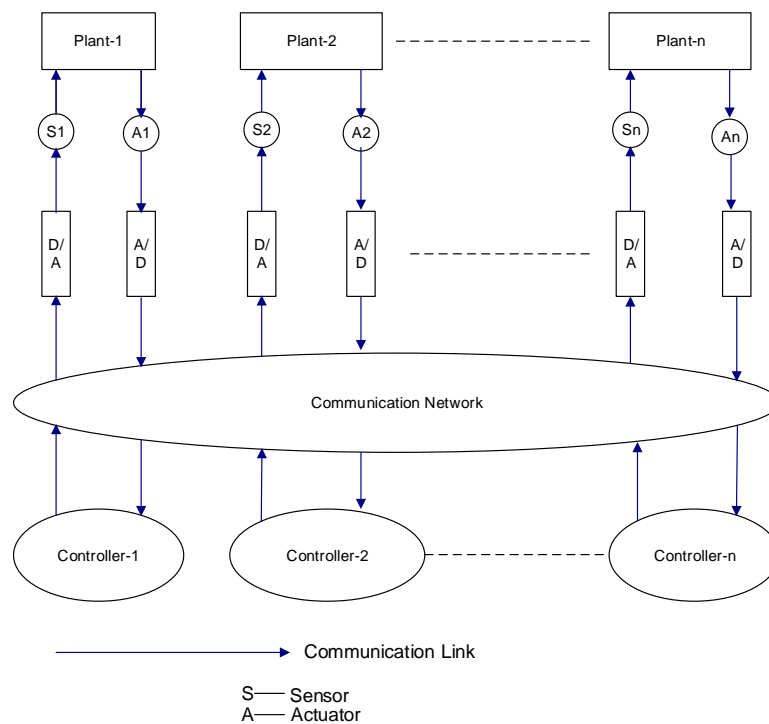 Plant-1
Plant-2
Plant-n
S1
A1
S2
A2
Sn
An
D/
A
A/
D
D/
A
A/
D
D/
A
A/
D
Communication Network
Controller-1
Controller-2
Controller-n
Communication Link
S Sensor
A Actuator